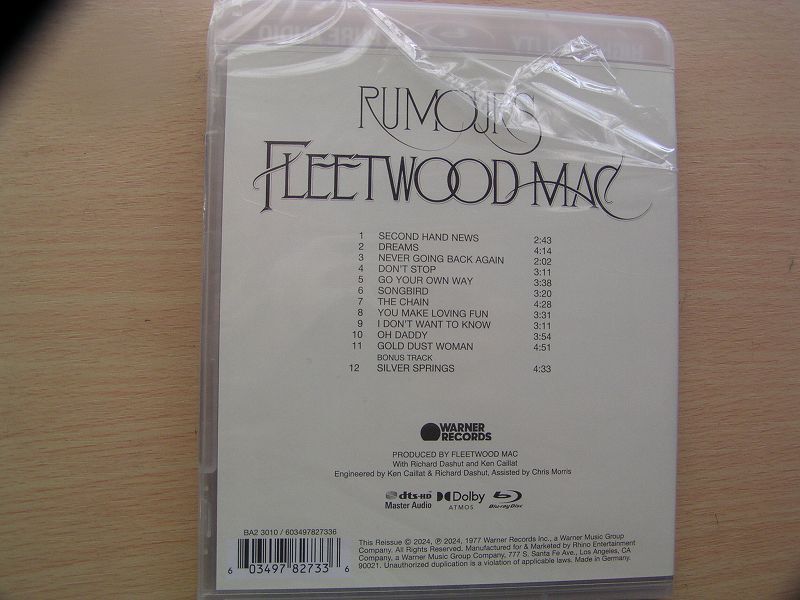 RUMOURS
FLEETWOOD MAC
1 SECOND HAND NEWS 2:43
2 DREAMS 4:14
3 NEVER GOING BACK AGAIN 2:02
4 DON'T STOP 3:11
5 GO YOUR OWN WAY 3:38
6 SONGBIRD 3:20
7 THE CHAIN 4:28
8 YOU MAKE LOVING FUN 3:31
9 I DON'T WANT TO KNOW 3:11
10 OH DADDY 3:54
11 GOLD DUST WOMAN 4:51
BONUS TRACK
12 SILVER SPRINGS 4:33
WARNER
RECORDS
PRODUCED BY FLEETWOOD MAC
With Richard Dashut and Ken Caillat
Engineered by Ken Caillat & Richard Dashut, Assisted by Chris Morris
dts-HD
Master Audio
Dolby
ATMOS
Blu-ray Disc
BA2 3010 / 603497827336
6 03497 82733 6
This Reissue © 2024, ℗ 2024, 1977 Warner Records Inc., a Warner Music Group
Company. All Rights Reserved. Manufactured for & Marketed by Rhino Entertainment
Company, a Warner Music Group Company, 777 S. Santa Fe Ave., Los Angeles, CA
90021. Unauthorized duplication is a violation of applicable laws. Made in Germany.